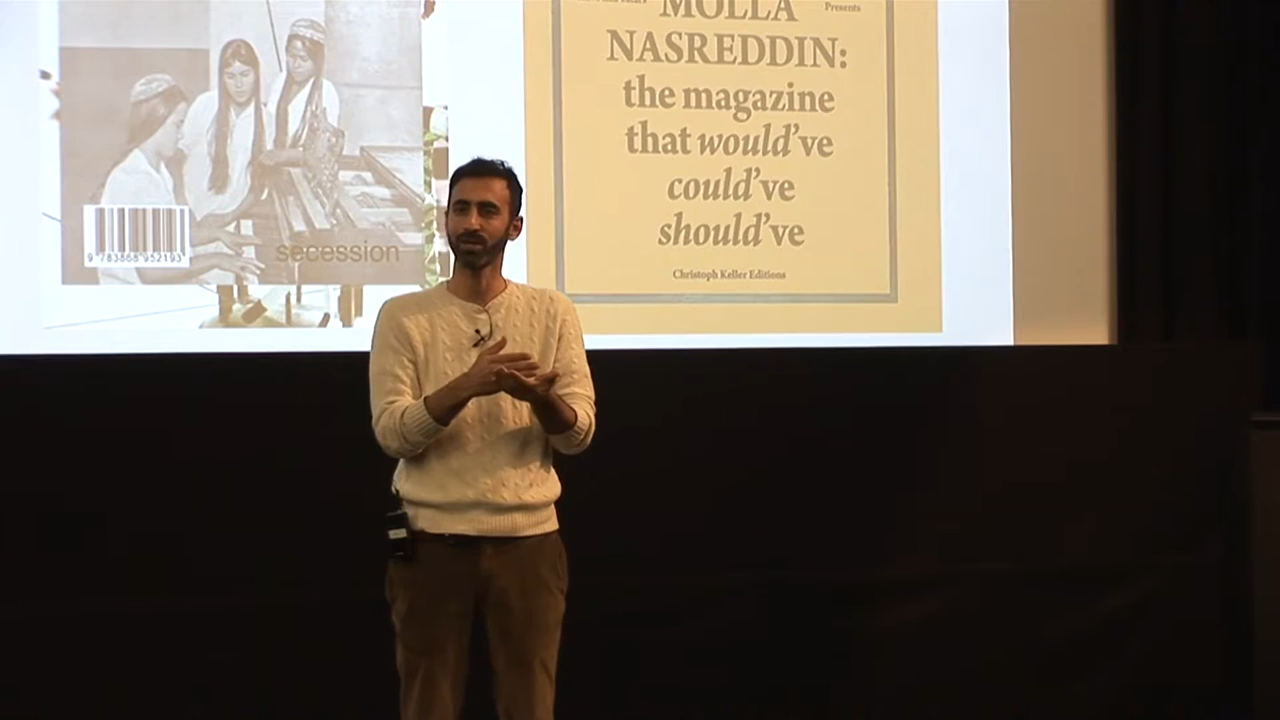 9 783868 952193
secession
Presents
MOLLA
NASREDDIN:
the magazine
that would've
could've
should've
Christoph Keller Editions